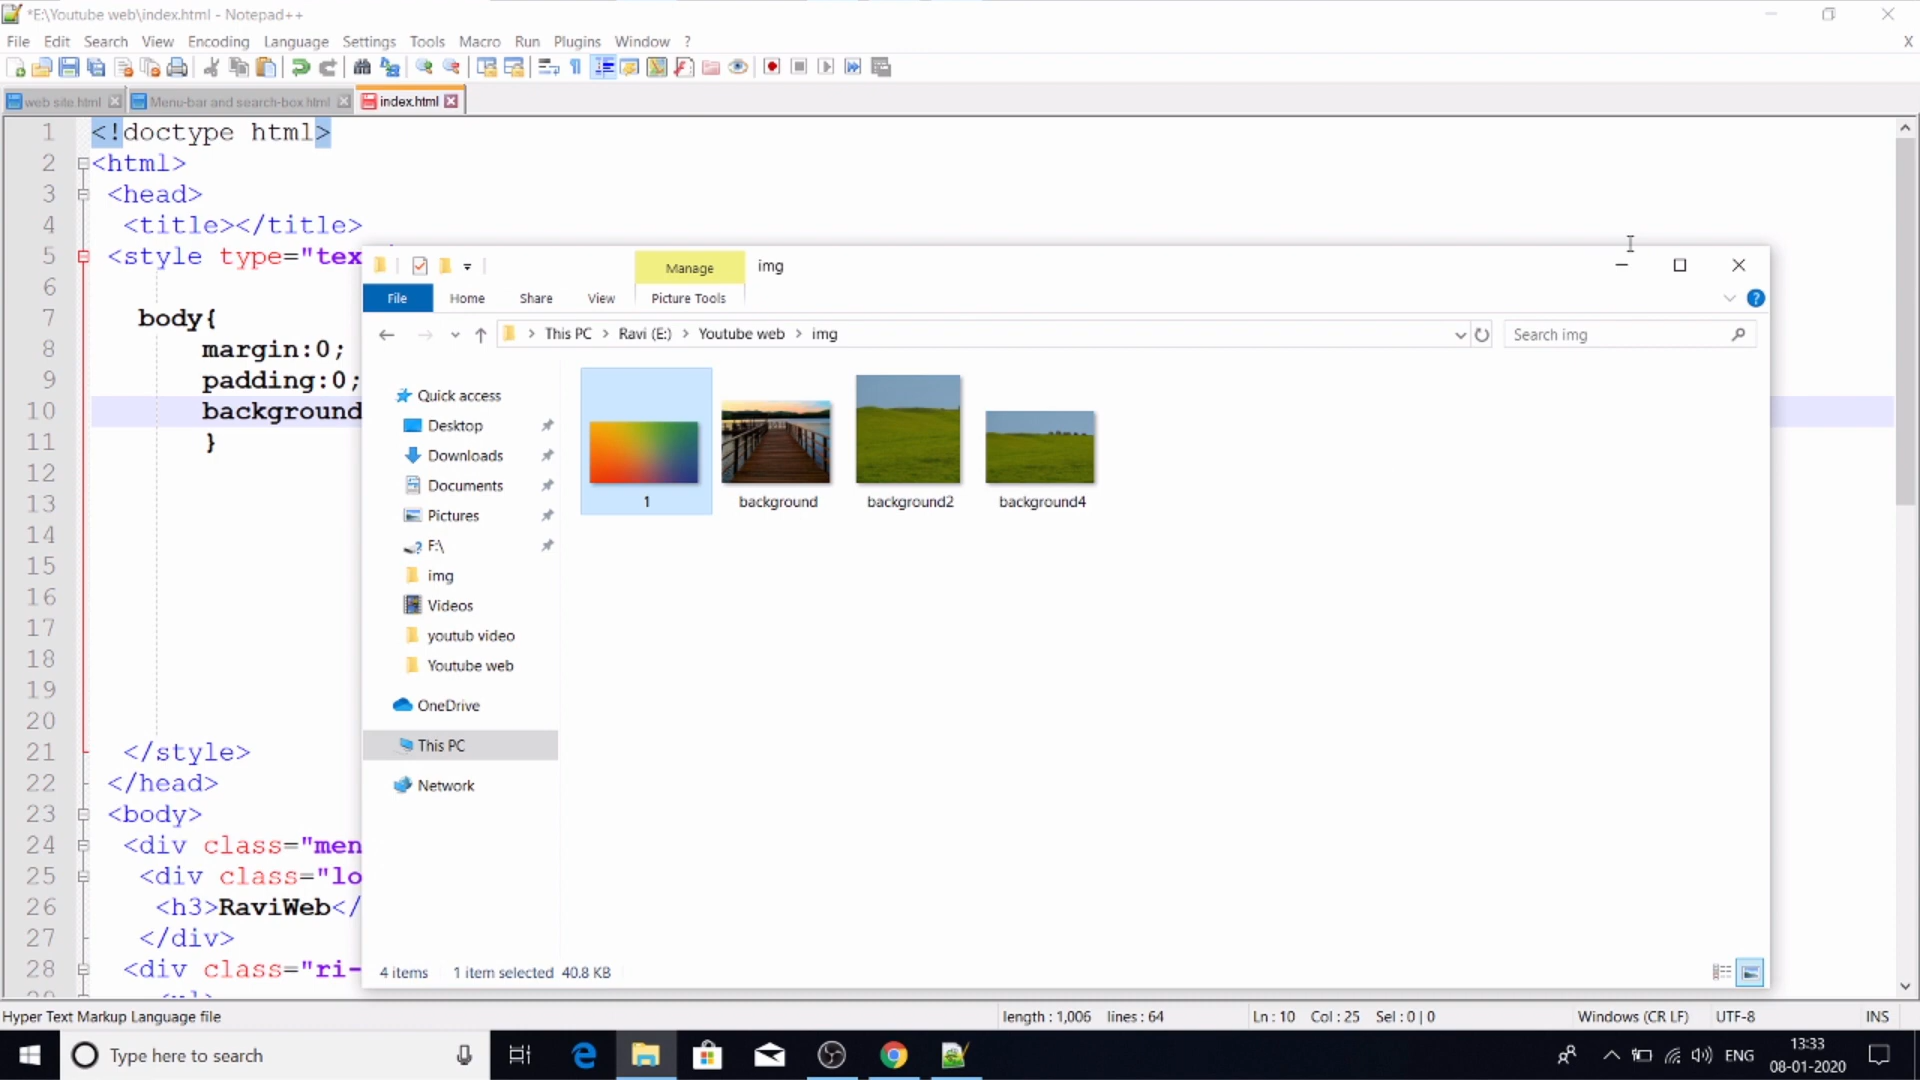 *E:\Youtube web\index.html - Notepad++
File Edit Search View Encoding Language Settings Tools Macro Run Plugins Window ? X
web site.html Menu-bar and search-box.html index.html
1 <!doctype html>
2 <html>
3 <head>
4 <title></title>
5 <style type="tex
6
7 body{
8 margin:0;
9 padding:0;
10 background
11 }
12
13
14
15
16
17
18
19
20
21 </style>
22 </head>
23 <body>
24 <div class="men
25 <div class="lo
26 <h3>RaviWeb</
27 </div>
28 <div class="ri-
Manage img
File Home Share View Picture Tools
This PC > Ravi (E:) > Youtube web > img Search img
Quick access
Desktop
Downloads
Documents
Pictures
F:\
img
Videos
youtub video
Youtube web
OneDrive
This PC
Network
1 background background2 background4
4 items 1 item selected 40.8 KB
Hyper Text Markup Language file length : 1,006 lines : 64 Ln : 10 Col : 25 Sel : 0 | 0 Windows (CR LF) UTF-8 INS
Type here to search ENG 13:33
08-01-2020